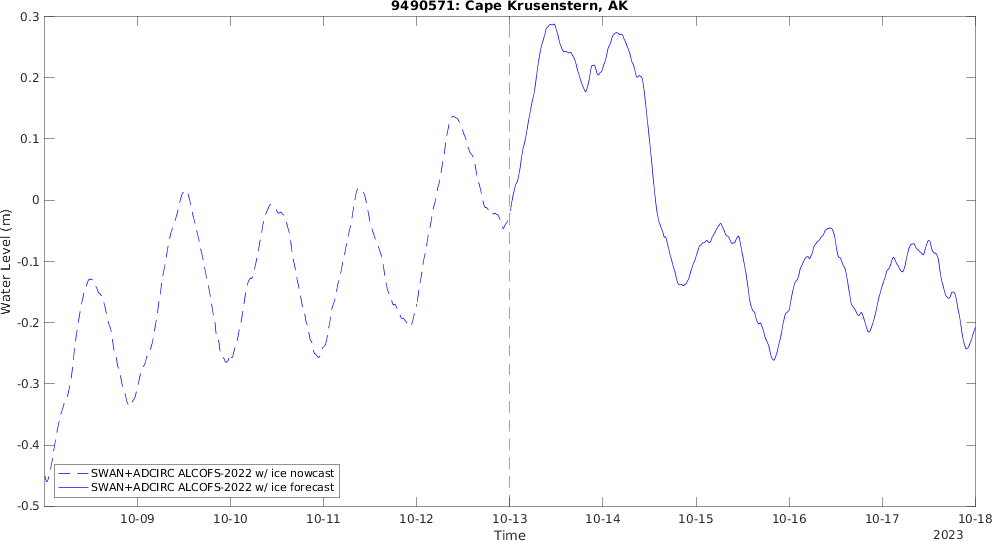 9490571: Cape Krusenstern, AK
0.3
0.2
0.1
0
-0.1
-0.2
-0.3
-0.4
-0.5
Water Level (m)
SWAN+ADCIRC ALCOFS-2022 w/ ice nowcast
SWAN+ADCIRC ALCOFS-2022 w/ ice forecast
10-09 10-10 10-11 10-12 10-13 10-14 10-15 10-16 10-17 10-18
Time
2023